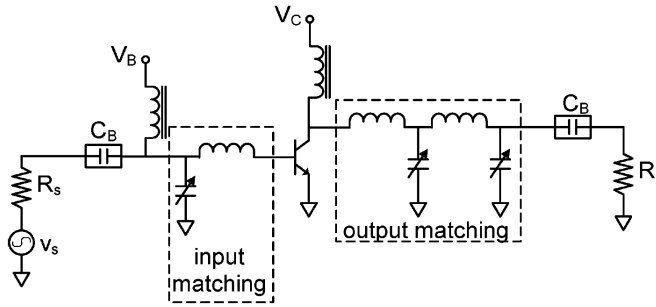 V_C
V_B
C_B
C_B
R_s
R
v_s
input
matching
output matching